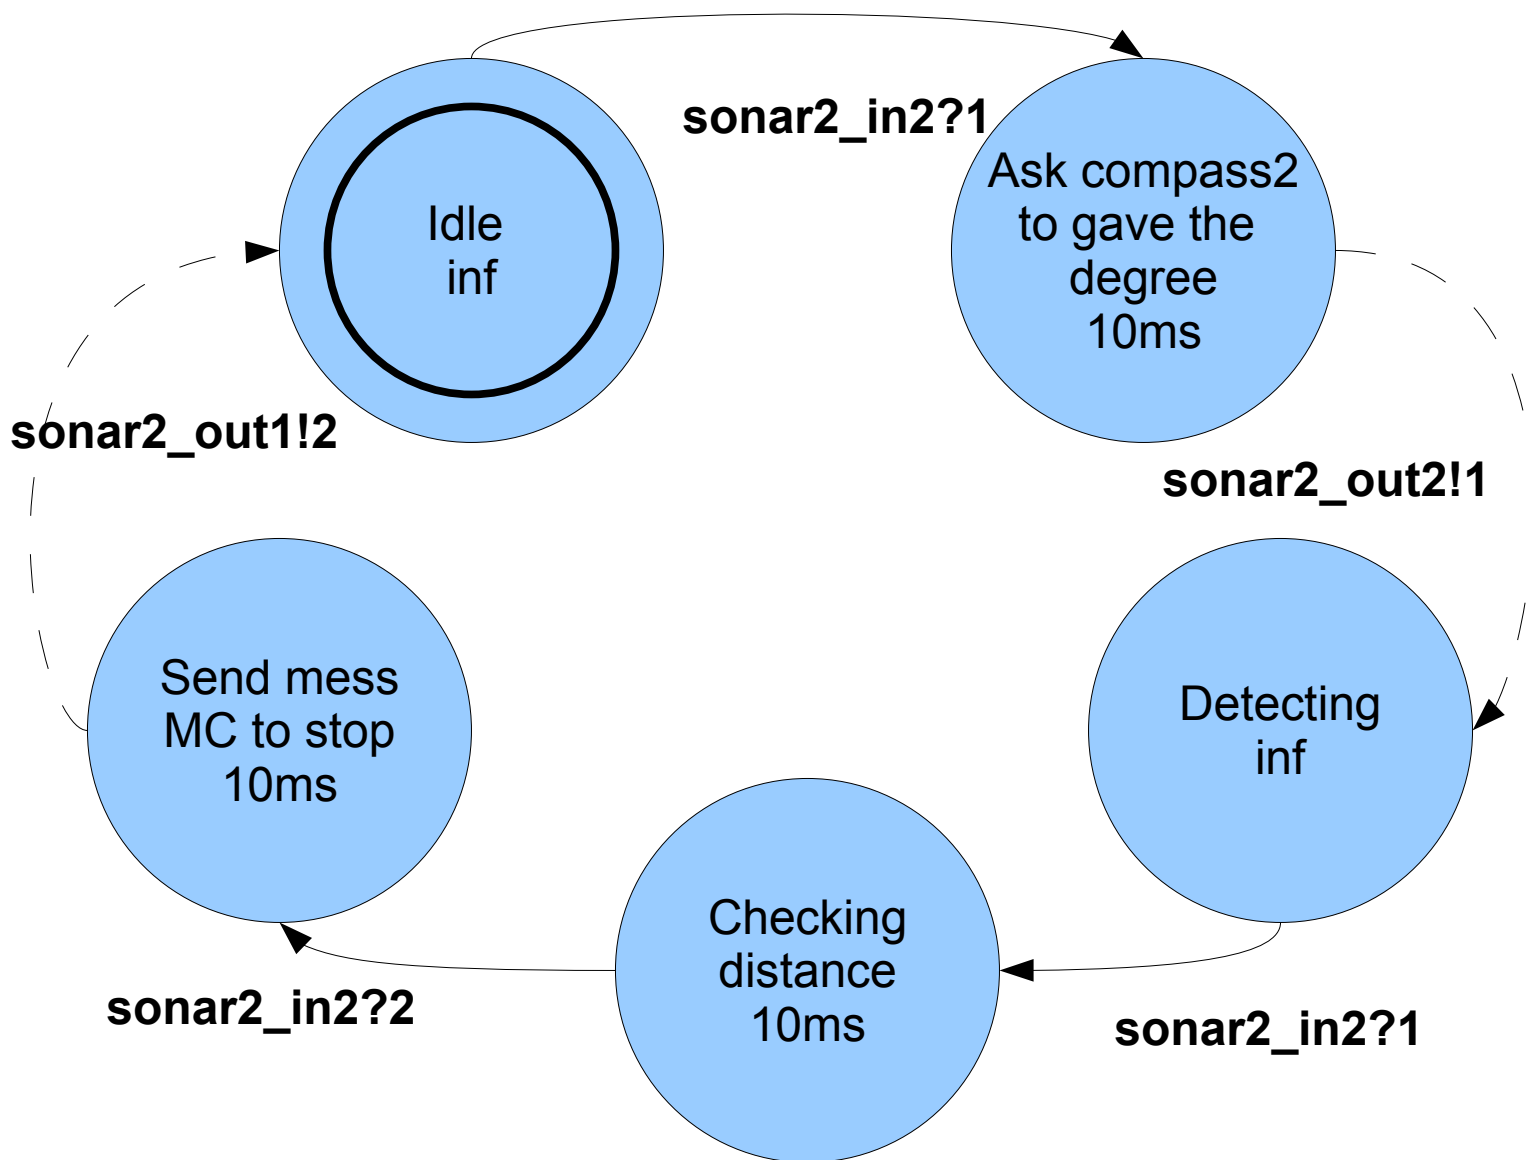 sonar2_in2?1
Idle
inf
Ask compass2
to gave the
degree
10ms
sonar2_out1!2
sonar2_out2!1
Send mess
MC to stop
10ms
Detecting
inf
Checking
distance
10ms
sonar2_in2?2
sonar2_in2?1